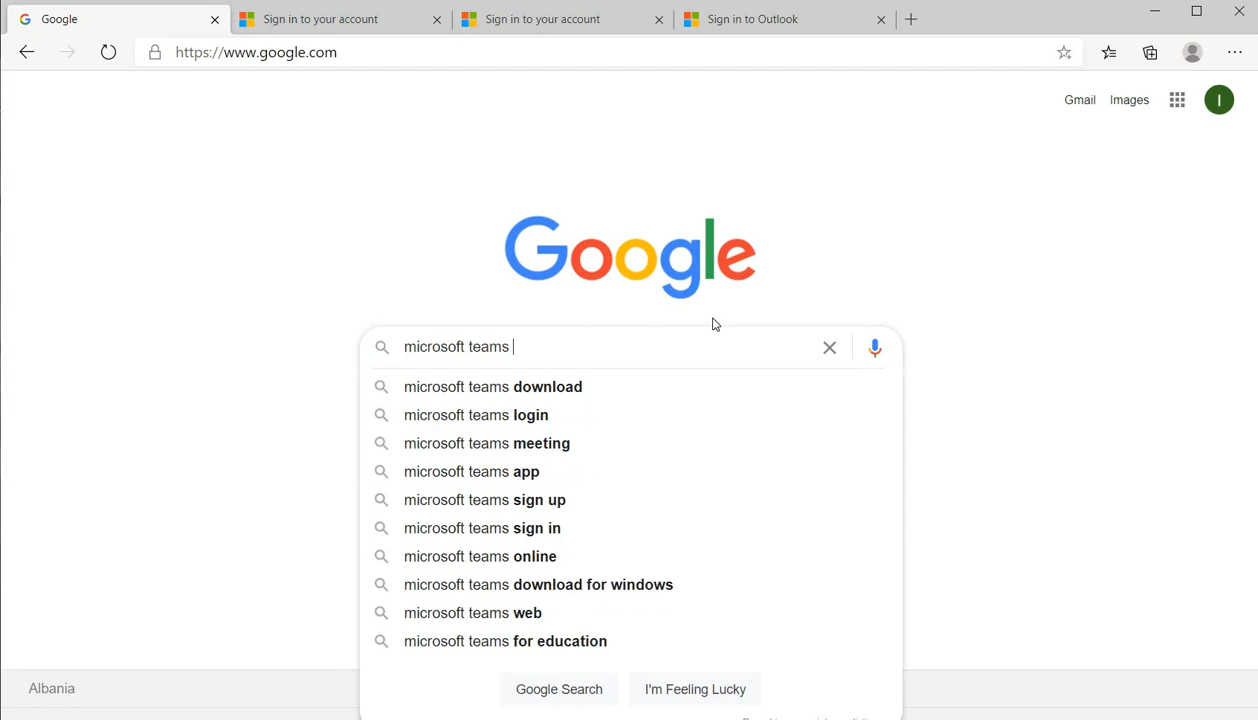 Google
Sign in to your account
Sign in to your account
Sign in to Outlook
https://www.google.com
Gmail
Images
I
Google
microsoft teams
microsoft teams download
microsoft teams login
microsoft teams meeting
microsoft teams app
microsoft teams sign up
microsoft teams sign in
microsoft teams online
microsoft teams download for windows
microsoft teams web
microsoft teams for education
Google Search
I'm Feeling Lucky
Albania